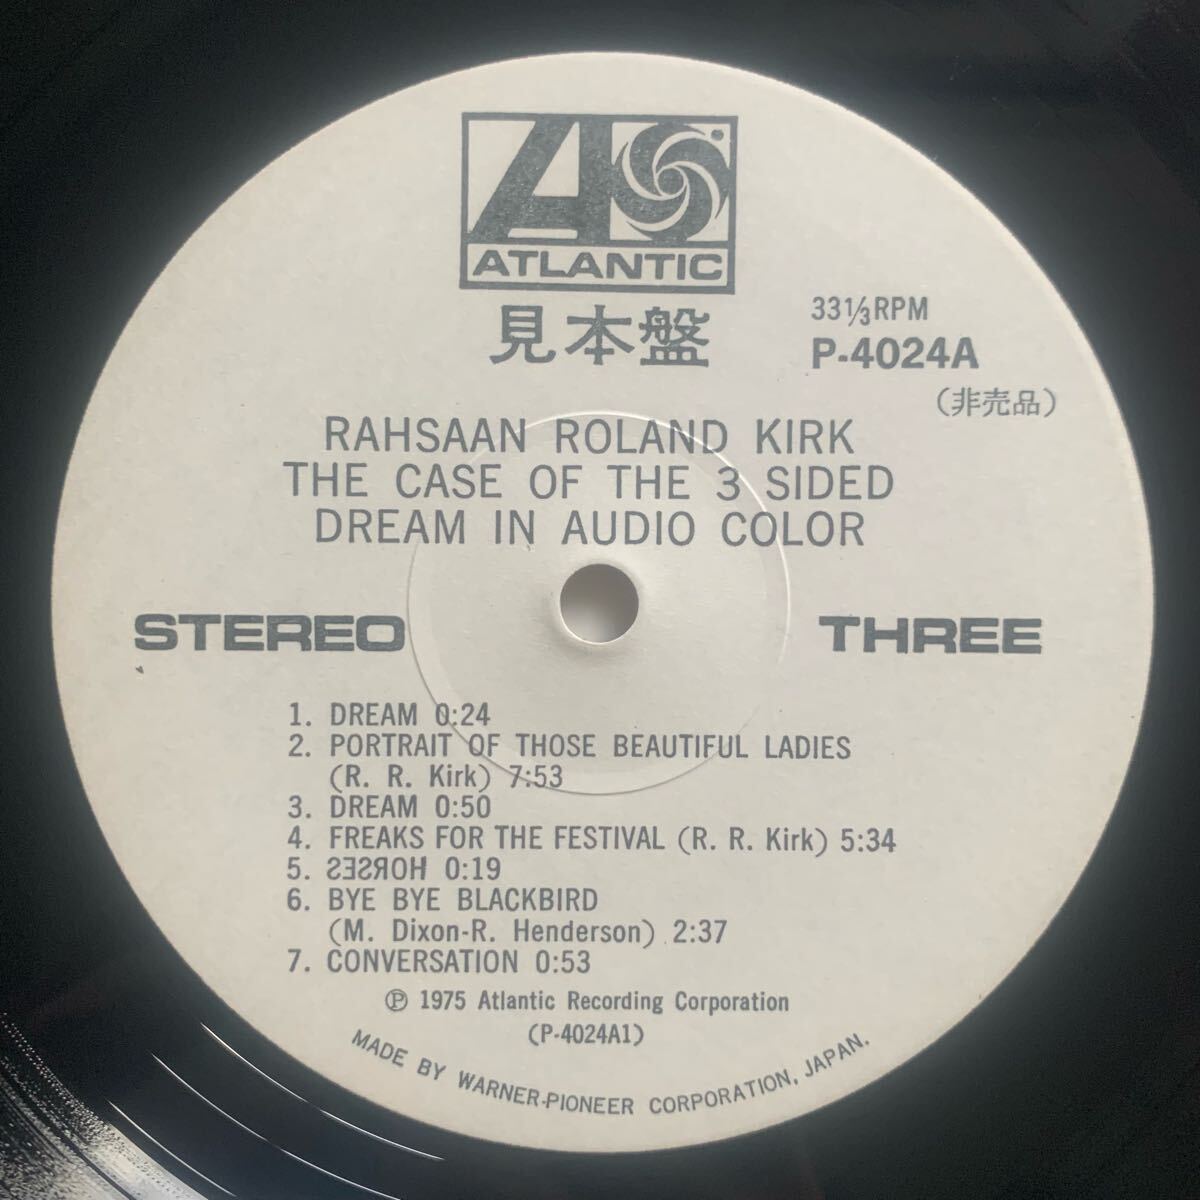 ATLANTIC
見本盤
33⅓RPM
P-4024A
（非売品）
RAHSAAN ROLAND KIRK
THE CASE OF THE 3 SIDED
DREAM IN AUDIO COLOR
STEREO
THREE
1. DREAM 0:24
2. PORTRAIT OF THOSE BEAUTIFUL LADIES
(R. R. Kirk) 7:53
3. DREAM 0:50
4. FREAKS FOR THE FESTIVAL (R. R. Kirk) 5:34
5. HORSES 0:19
6. BYE BYE BLACKBIRD
(M. Dixon-R. Henderson) 2:37
7. CONVERSATION 0:53
Ⓟ 1975 Atlantic Recording Corporation
(P-4024A1)
MADE BY WARNER-PIONEER CORPORATION, JAPAN.